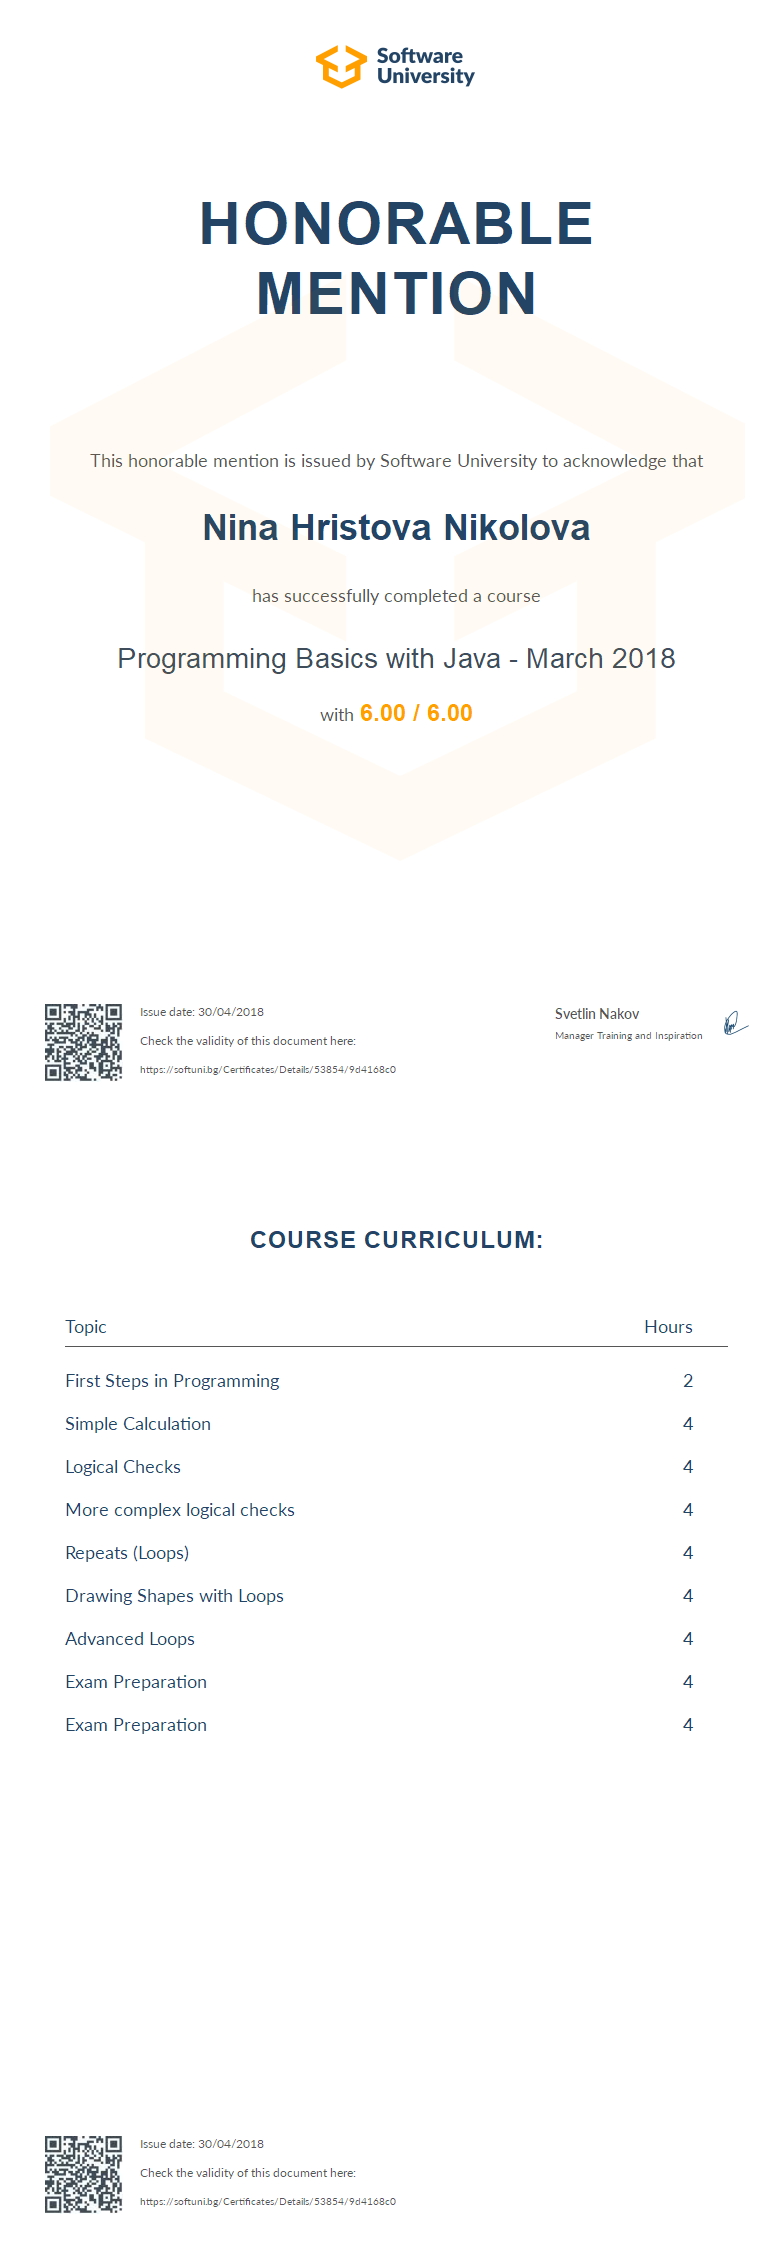 Software
University
HONORABLE
MENTION
This honorable mention is issued by Software University to acknowledge that
Nina Hristova Nikolova
has successfully completed a course
Programming Basics with Java - March 2018
with 6.00 / 6.00
Issue date: 30/04/2018
Check the validity of this document here:
https://softuni.bg/Certificates/Details/53854/9d4168c0
Svetlin Nakov
Manager Training and Inspiration
COURSE CURRICULUM:
Topic Hours
First Steps in Programming 2
Simple Calculation 4
Logical Checks 4
More complex logical checks 4
Repeats (Loops) 4
Drawing Shapes with Loops 4
Advanced Loops 4
Exam Preparation 4
Exam Preparation 4
Issue date: 30/04/2018
Check the validity of this document here:
https://softuni.bg/Certificates/Details/53854/9d4168c0